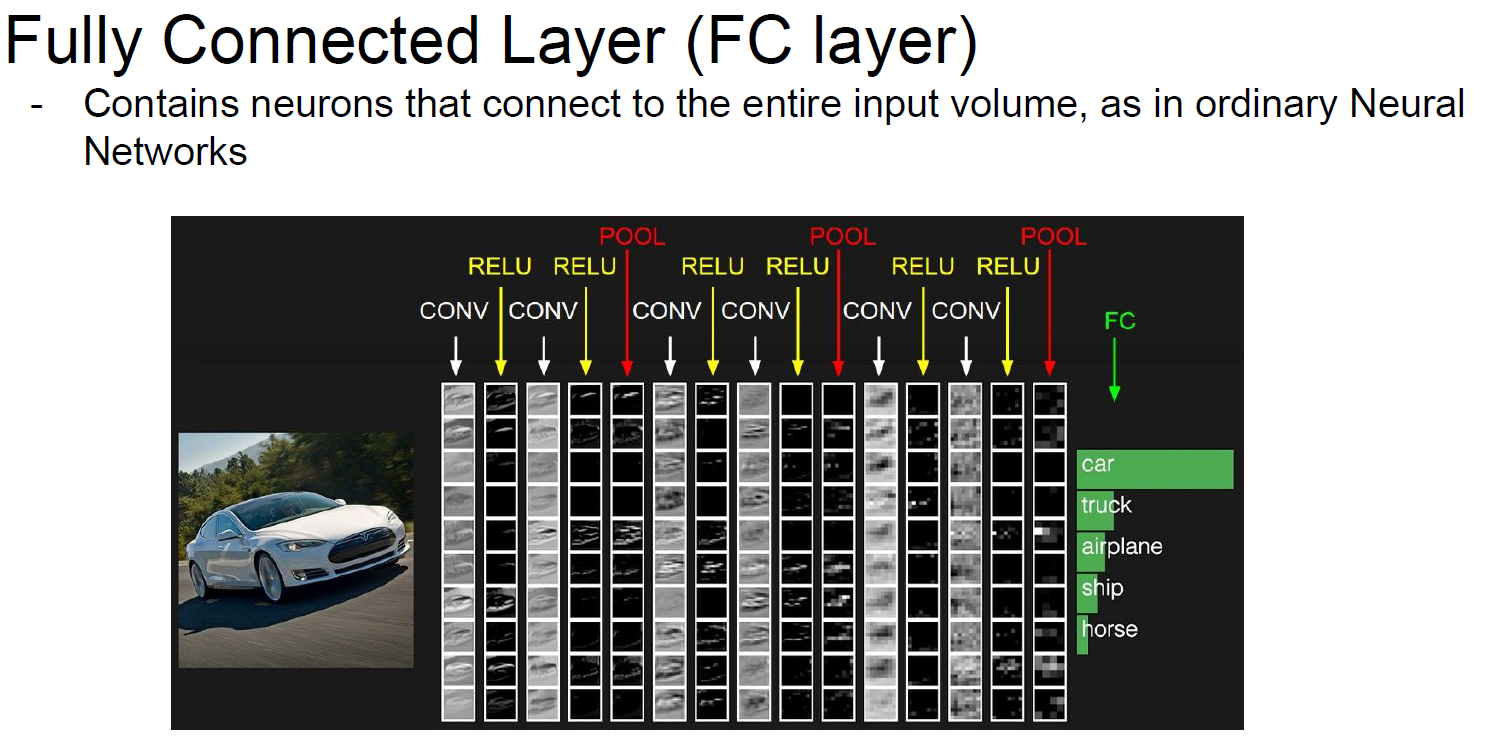 Fully Connected Layer (FC layer)
- Contains neurons that connect to the entire input volume, as in ordinary Neural
Networks
POOL POOL POOL
RELU RELU RELU RELU RELU RELU
CONV CONV CONV CONV CONV CONV
FC
car
truck
airplane
ship
horse